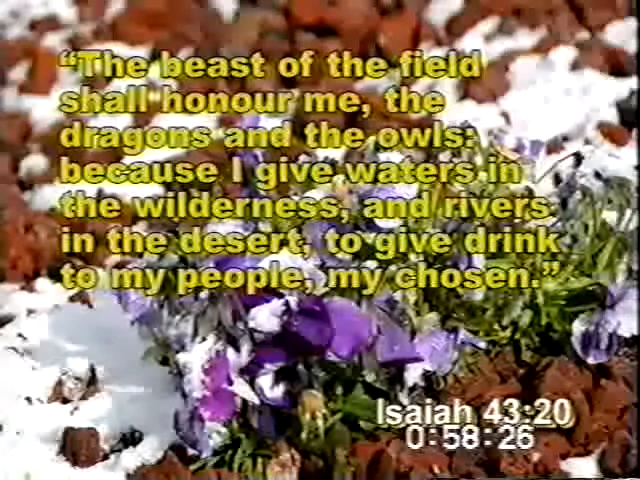 “The beast of the field
shall honour me, the
dragons and the owls:
because I give waters in
the wilderness, and rivers
in the desert, to give drink
to my people, my chosen.”
Isaiah 43:20
0:58:26